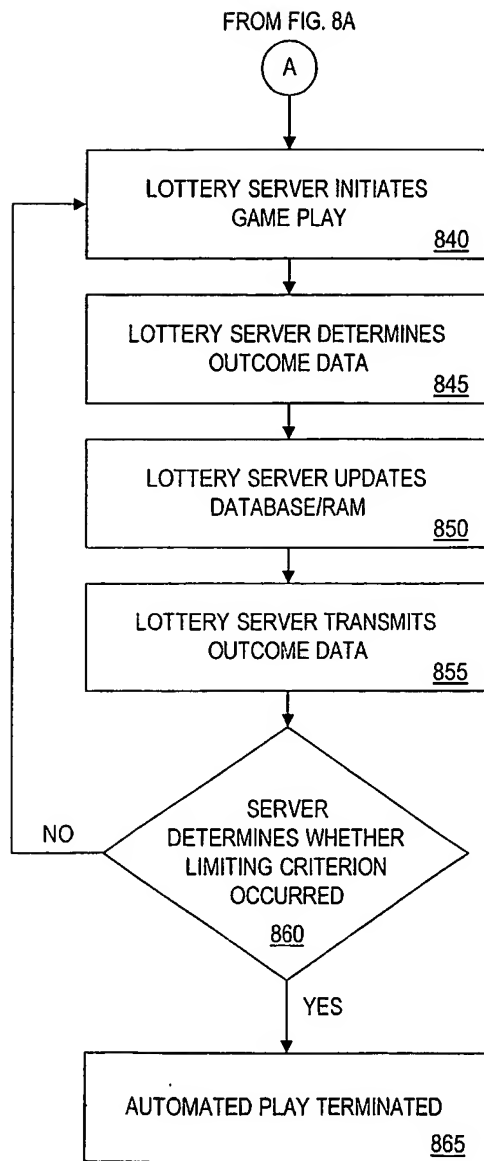 FROM FIG. 8A
A
LOTTERY SERVER INITIATES
GAME PLAY
840
LOTTERY SERVER DETERMINES
OUTCOME DATA
845
LOTTERY SERVER UPDATES
DATABASE/RAM
850
LOTTERY SERVER TRANSMITS
OUTCOME DATA
855
SERVER
DETERMINES WHETHER
LIMITING CRITERION
OCCURRED
860
NO
YES
AUTOMATED PLAY TERMINATED
865